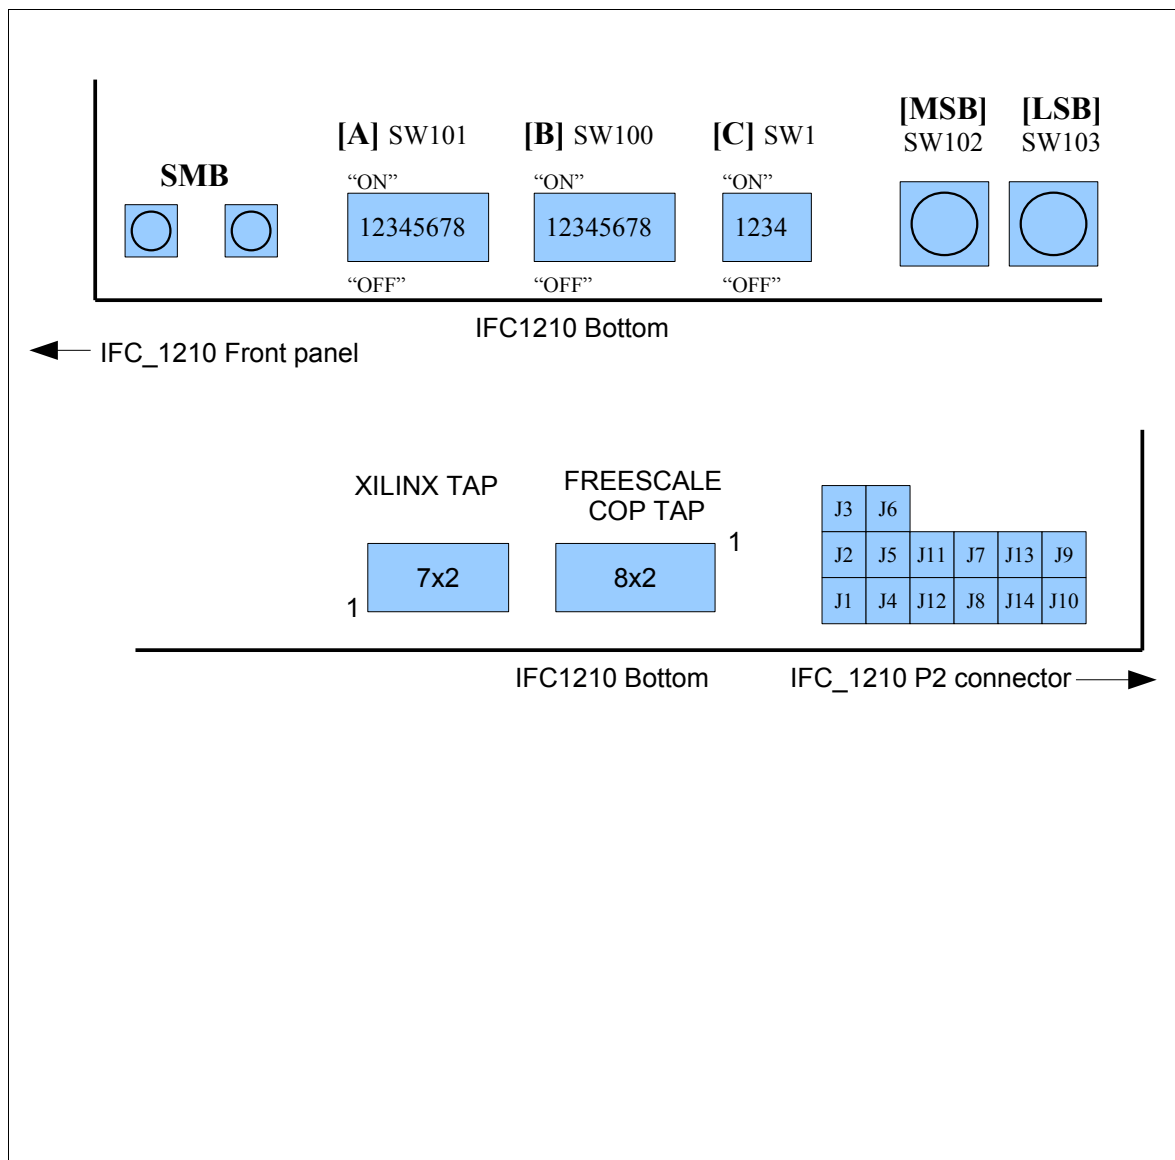 [MSB] [LSB]
[A] SW101 [B] SW100 [C] SW1 SW102 SW103
SMB “ON” “ON” “ON”
12345678 12345678 1234
“OFF” “OFF” “OFF”
IFC1210 Bottom
IFC_1210 Front panel
XILINX TAP FREESCALE
COP TAP
J3 J6
1
7x2 8x2 J2 J5 J11 J7 J13 J9
1 J1 J4 J12 J8 J14 J10
IFC1210 Bottom IFC_1210 P2 connector